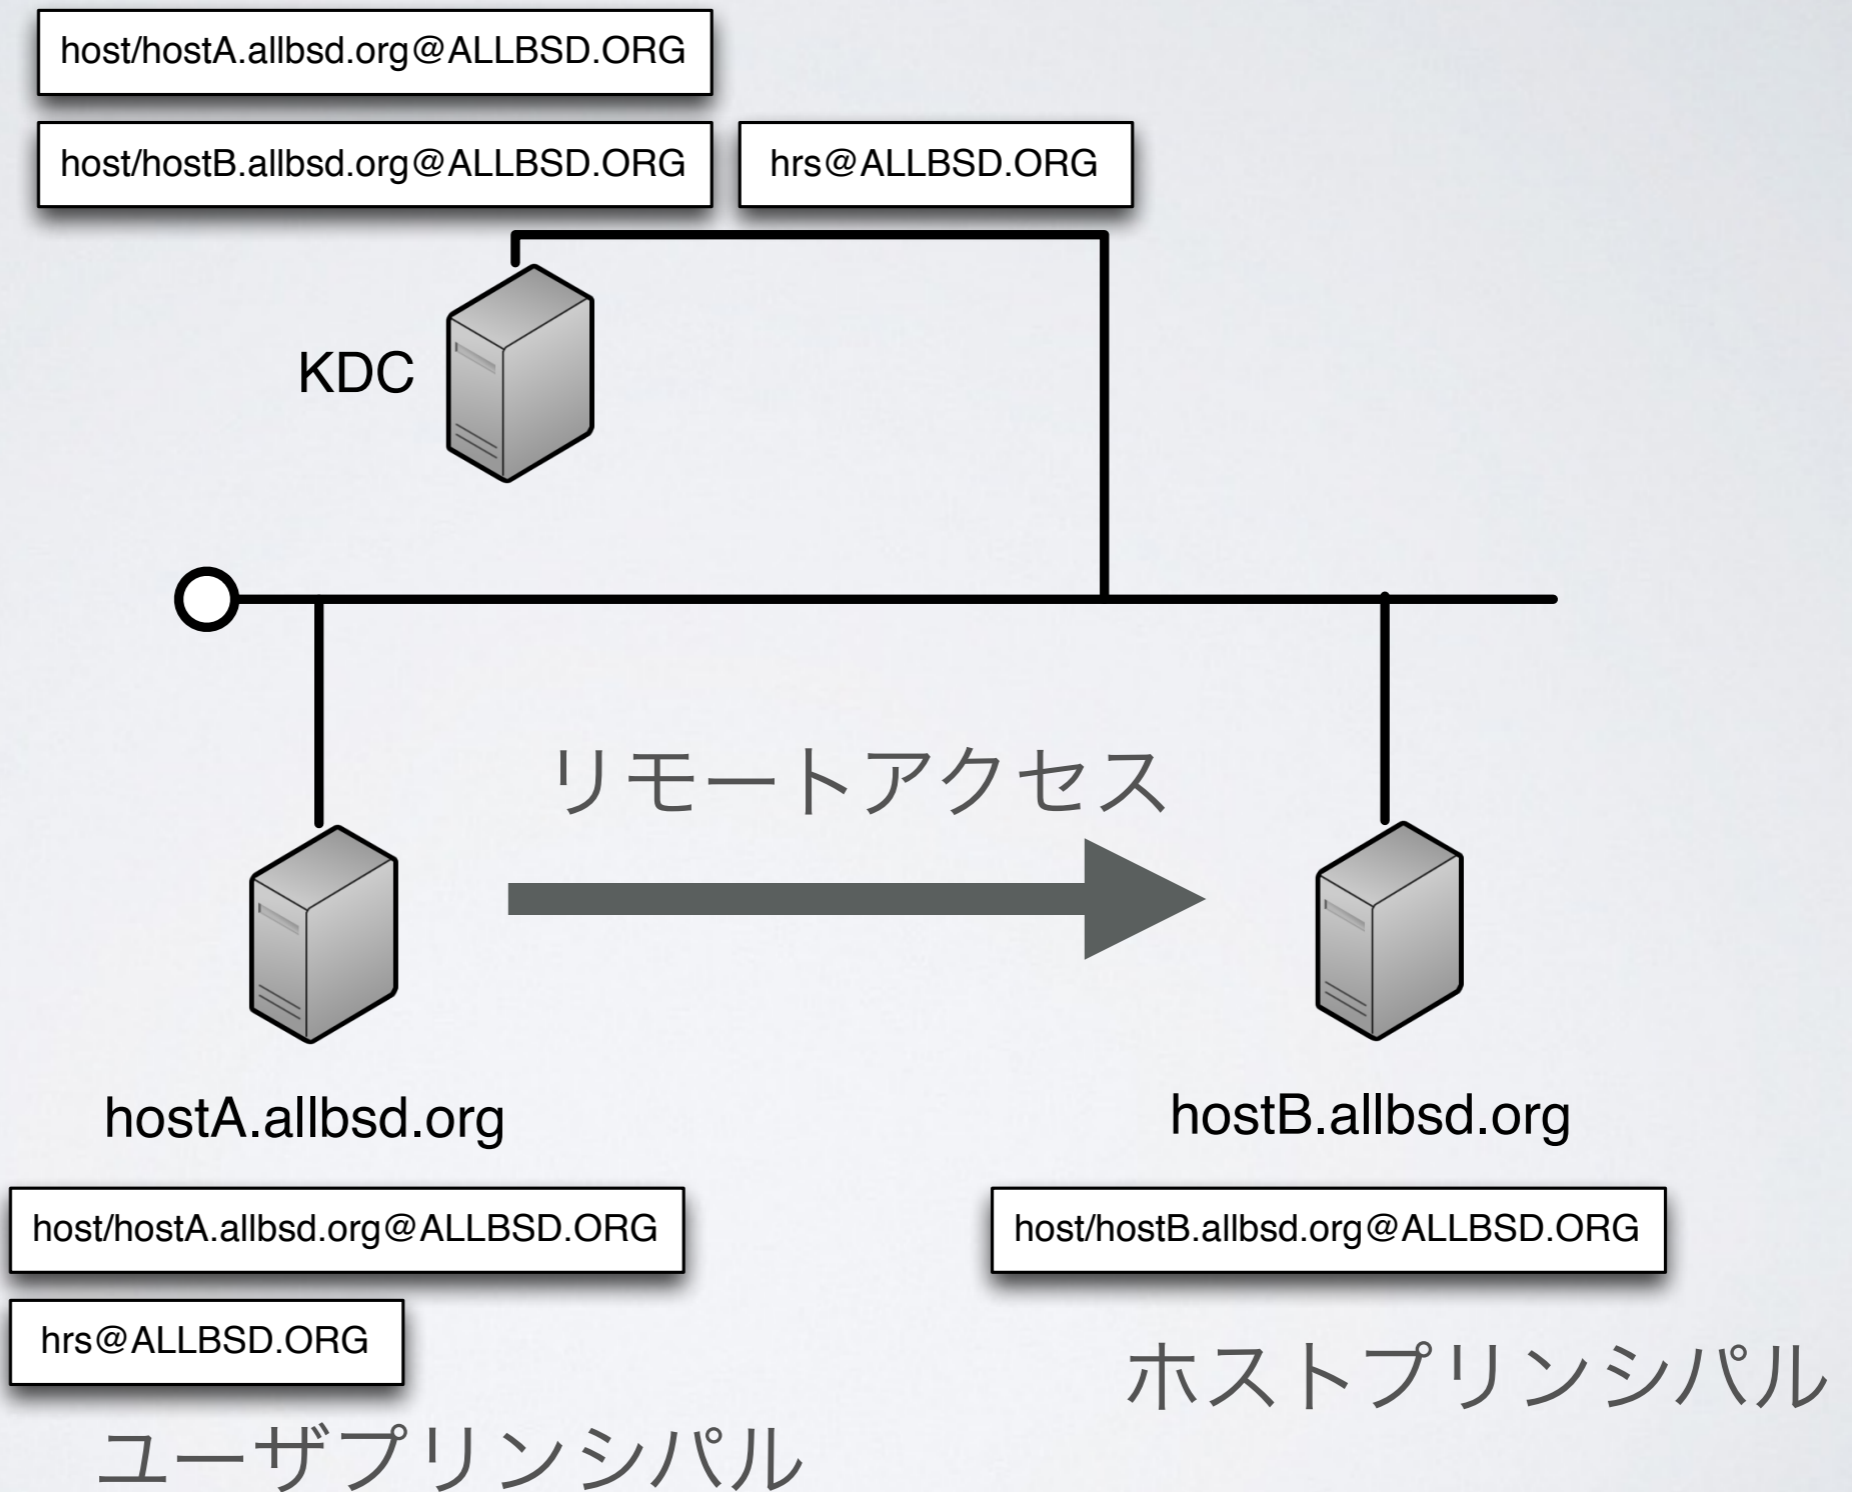 host/hostA.allbsd.org@ALLBSD.ORG
host/hostB.allbsd.org@ALLBSD.ORG
hrs@ALLBSD.ORG
KDC
リモートアクセス
hostA.allbsd.org
hostB.allbsd.org
host/hostA.allbsd.org@ALLBSD.ORG
host/hostB.allbsd.org@ALLBSD.ORG
hrs@ALLBSD.ORG
ホストプリンシパル
ユーザプリンシパル